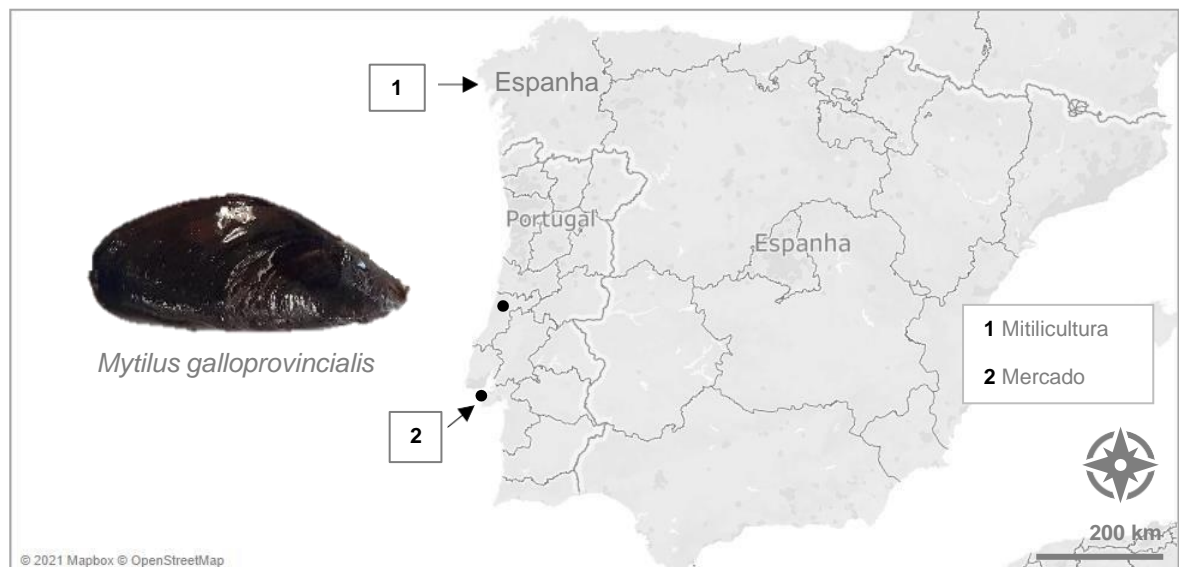 1
Espanha
Portugal
Espanha
Mytilus galloprovincialis
1 Mitilicultura
2 Mercado
2
200 km
© 2021 Mapbox © OpenStreetMap